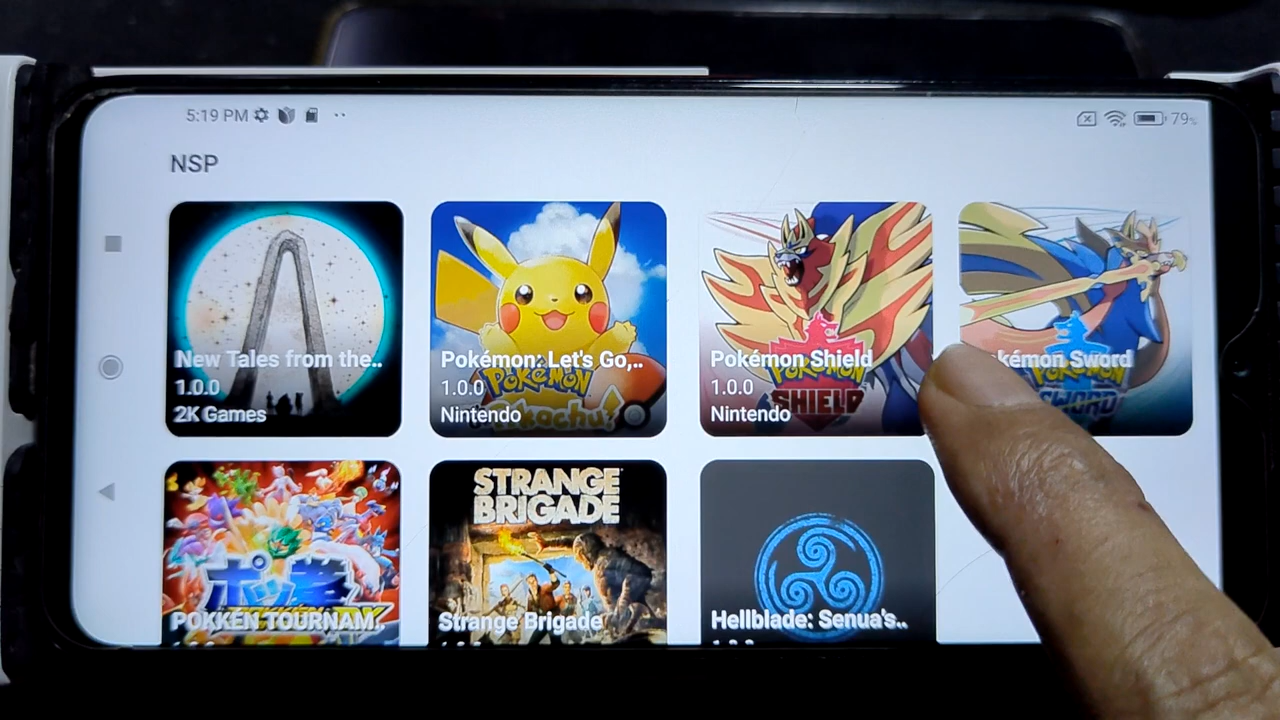 5:19 PM
79%
NSP
New Tales from the..
1.0.0
2K Games
Pokémon: Let's Go,..
1.0.0
POKÉMON
Pikachu!
Nintendo
Pokémon Shield
1.0.0
SHIELD
Nintendo
kémon Sword
POKÉMON
SWORD
POKKÉN TOURNAM..
STRANGE
BRIGADE
Strange Brigade
Hellblade: Senua's..